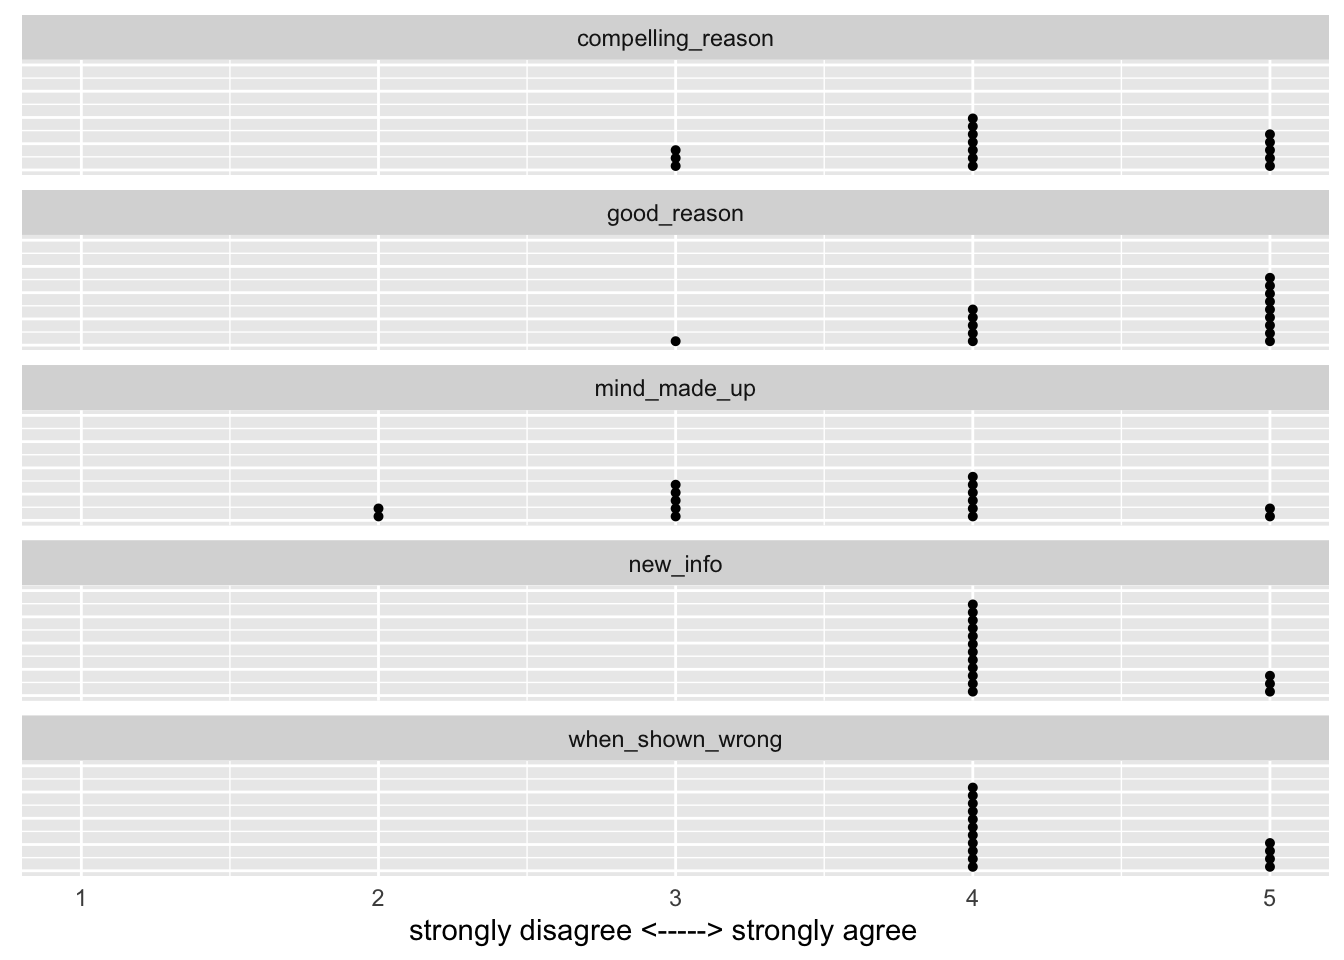 compelling_reason
good_reason
mind_made_up
new_info
when_shown_wrong
1 2 3 4 5
strongly disagree <-----> strongly agree